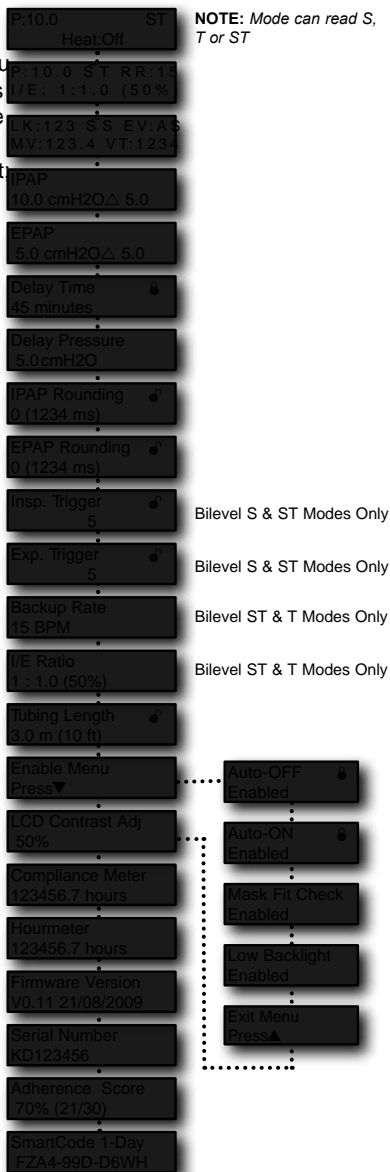 P:10.0 ST
Heat:Off
NOTE: Mode can read S,
T or ST
P:10.0 ST RR:15
I/E: 1:1.0 (50%)
LK:123 SS EV:AS
MV:123.4 VT:1234
IPAP
10.0 cmH2O△ 5.0
EPAP
5.0 cmH2O△ 5.0
Delay Time
45 minutes
Delay Pressure
5.0cmH2O
IPAP Rounding
0 (1234 ms)
EPAP Rounding
0 (1234 ms)
Insp. Trigger
5
Bilevel S & ST Modes Only
Exp. Trigger
5
Bilevel S & ST Modes Only
Backup Rate
15 BPM
Bilevel ST & T Modes Only
I/E Ratio
1 : 1.0 (50%)
Bilevel ST & T Modes Only
Tubing Length
3.0 m (10 ft)
Enable Menu
Press▼
LCD Contrast Adj
50%
Compliance Meter
123456.7 hours
Hourmeter
123456.7 hours
Firmware Version
V0.11 21/08/2009
Serial Number
KD123456
Adherence Score
70% (21/30)
SmartCode 1-Day
FZA4-99D-D6WH
Auto-OFF
Enabled
Auto-ON
Enabled
Mask Fit Check
Enabled
Low Backlight
Enabled
Exit Menu
Press▲